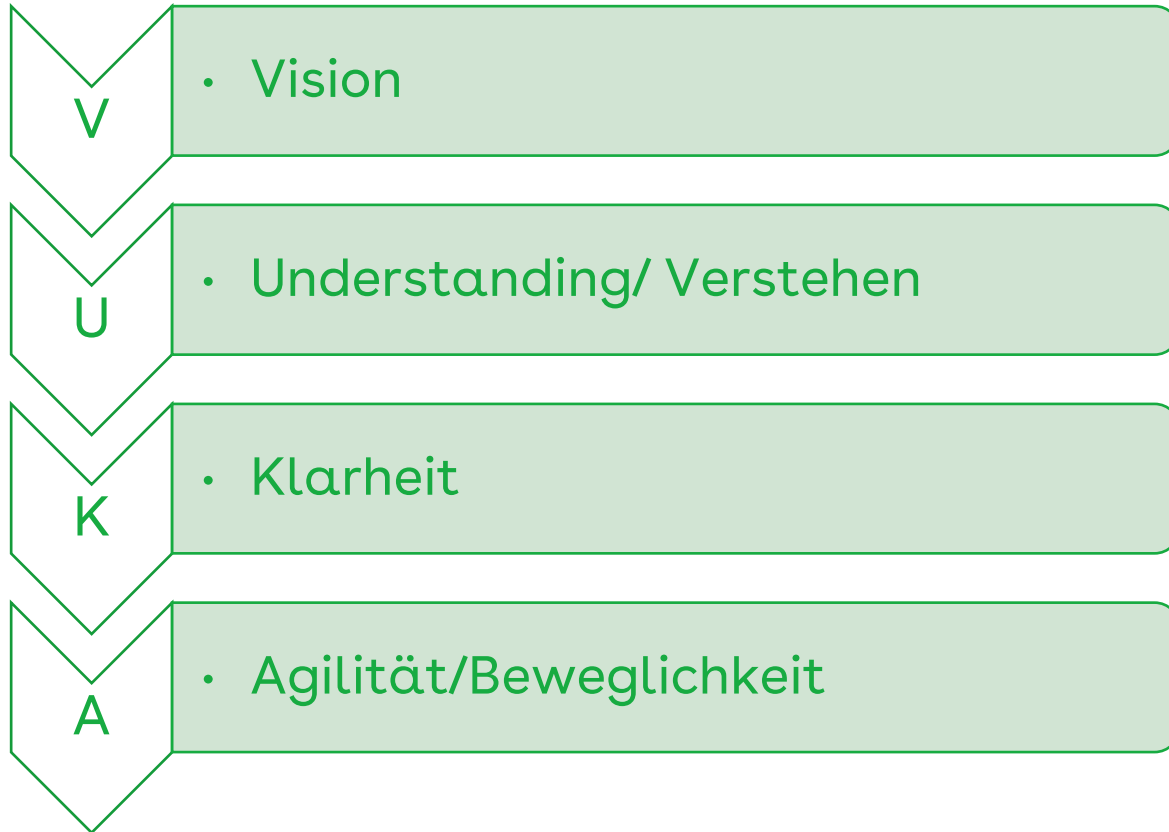 V
• Vision
U
• Understanding/ Verstehen
K
• Klarheit
A
• Agilität/Beweglichkeit